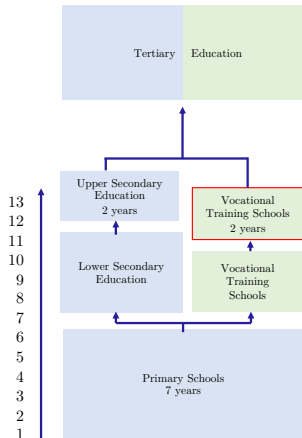 Tertiary Education
Upper Secondary
Education
2 years
Vocational
Training Schools
2 years
Lower Secondary
Education
Vocational
Training
Schools
Primary Schools
7 years
13
12
11
10
9
8
7
6
5
4
3
2
1